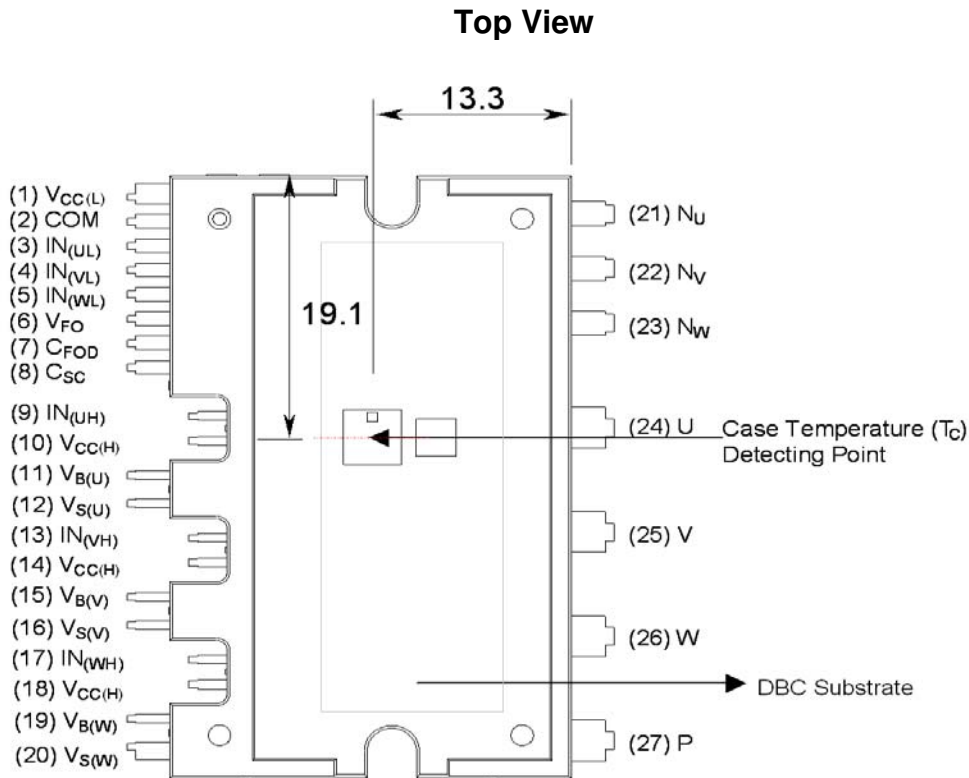 Top View
13.3
19.1
(1) VCC(L)
(2) COM
(3) IN(UL)
(4) IN(VL)
(5) IN(WL)
(6) VFO
(7) CFOD
(8) CSC
(9) IN(UH)
(10) VCC(H)
(11) VB(U)
(12) VS(U)
(13) IN(VH)
(14) VCC(H)
(15) VB(V)
(16) VS(V)
(17) IN(WH)
(18) VCC(H)
(19) VB(W)
(20) VS(W)
(21) NU
(22) NV
(23) NW
(24) U
(25) V
(26) W
(27) P
Case Temperature (TC)
Detecting Point
DBC Substrate